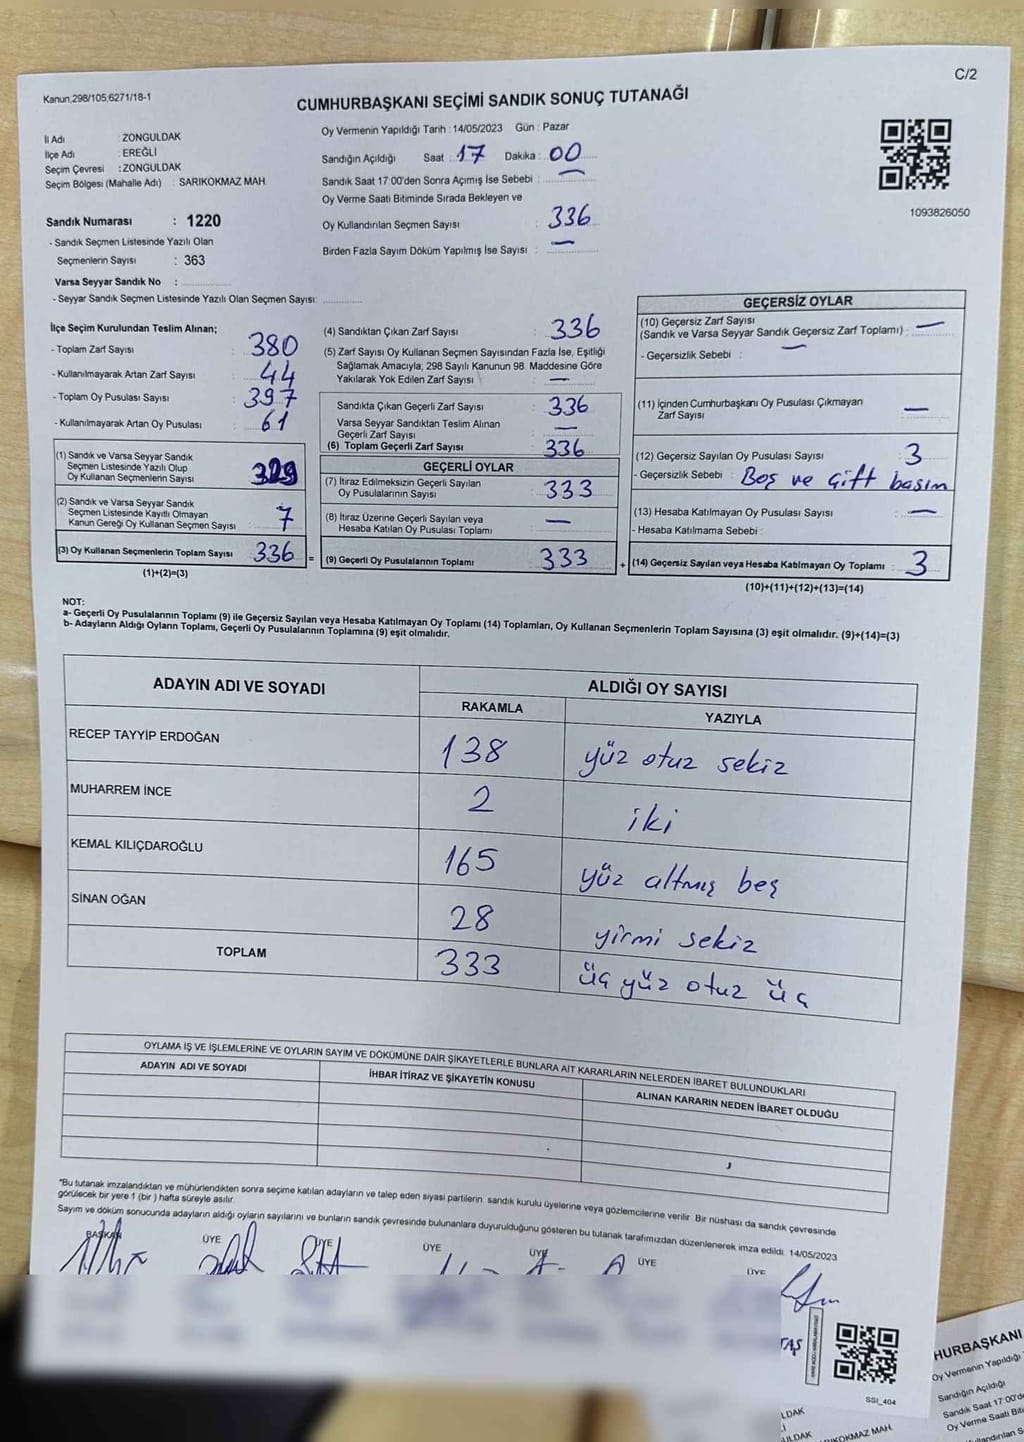 C/2
Kanun,298/105,6271/18-1
CUMHURBAŞKANI SEÇİMİ SANDIK SONUÇ TUTANAĞI
İl Adı : ZONGULDAK
İlçe Adı : EREĞLİ
Seçim Çevresi : ZONGULDAK
Seçim Bölgesi (Mahalle Adı) : SARIKOKMAZ MAH.
Sandık Numarası : 1220
- Sandık Seçmen Listesinde Yazılı Olan
Seçmenlerin Sayısı : 363
Varsa Seyyar Sandık No :
- Seyyar Sandık Seçmen Listesinde Yazılı Olan Seçmen Sayısı:
Oy Vermenin Yapıldığı Tarih : 14/05/2023 Gün : Pazar
Sandığın Açıldığı Saat : 17 Dakika : 00
Sandık Saat 17:00'den Sonra Açımış İse Sebebi : —
Oy Verme Saati Bitiminde Sırada Bekleyen ve
Oy Kullandırılan Seçmen Sayısı : 336
Birden Fazla Sayım Döküm Yapılmış İse Sayısı : —
1093826050
İlçe Seçim Kurulundan Teslim Alınan;
- Toplam Zarf Sayısı : 380
- Kullanılmayarak Artan Zarf Sayısı : 44
- Toplam Oy Pusulası Sayısı : 397
- Kullanılmayarak Artan Oy Pusulası : 61
(1) Sandık ve Varsa Seyyar Sandık
Seçmen Listesinde Yazılı Olup
Oy Kullanan Seçmenlerin Sayısı : 329
(2) Sandık ve Varsa Seyyar Sandık
Seçmen Listesinde Kayıtlı Olmayan
Kanun Gereği Oy Kullanan Seçmen Sayısı : 7
(3) Oy Kullanan Seçmenlerin Toplam Sayısı : 336 =
(1)+(2)=(3)
(4) Sandıktan Çıkan Zarf Sayısı : 336
(5) Zarf Sayısı Oy Kullanan Seçmen Sayısından Fazla İse, Eşitliği
Sağlamak Amacıyla, 298 Sayılı Kanunun 98. Maddesine Göre
Yakılarak Yok Edilen Zarf Sayısı : —
Sandıkta Çıkan Geçerli Zarf Sayısı : 336
Varsa Seyyar Sandıktan Teslim Alınan
Geçerli Zarf Sayısı : —
(6) Toplam Geçerli Zarf Sayısı : 336
GEÇERLİ OYLAR
(7) İtiraz Edilmeksizin Geçerli Sayılan
Oy Pusulalarının Sayısı : 333
(8) İtiraz Üzerine Geçerli Sayılan veya
Hesaba Katılan Oy Pusulası Toplamı : —
(9) Geçerli Oy Pusulalarının Toplamı : 333 +
GEÇERSİZ OYLAR
(10) Geçersiz Zarf Sayısı
(Sandık ve Varsa Seyyar Sandık Geçersiz Zarf Toplamı) : —
- Geçersizlik Sebebi : —
(11) İçinden Cumhurbaşkanı Oy Pusulası Çıkmayan
Zarf Sayısı : —
(12) Geçersiz Sayılan Oy Pusulası Sayısı : 3
- Geçersizlik Sebebi : Boş ve çift basım
(13) Hesaba Katılmayan Oy Pusulası Sayısı : —
- Hesaba Katılmama Sebebi :
(14) Geçersiz Sayılan veya Hesaba Katılmayan Oy Toplamı : 3
(10)+(11)+(12)+(13)=(14)
NOT:
a- Geçerli Oy Pusulalarının Toplamı (9) ile Geçersiz Sayılan veya Hesaba Katılmayan Oy Toplamı (14) Toplamları, Oy Kullanan Seçmenlerin Toplam Sayısına (3) eşit olmalıdır. (9)+(14)=(3)
b- Adayların Aldığı Oyların Toplamı, Geçerli Oy Pusulalarının Toplamına (9) eşit olmalıdır.
ADAYIN ADI VE SOYADI ALDIĞI OY SAYISI
RAKAMLA YAZIYLA
RECEP TAYYİP ERDOĞAN 138 yüz otuz sekiz
MUHARREM İNCE 2 iki
KEMAL KILIÇDAROĞLU 165 yüz altmış beş
SİNAN OĞAN 28 yirmi sekiz
TOPLAM 333 üç yüz otuz üç
OYLAMA İŞ VE İŞLEMLERİNE VE OYLARIN SAYIM VE DÖKÜMÜNE DAİR ŞİKAYETLERLE BUNLARA AİT KARARLARIN NELERDEN İBARET BULUNDUKLARI
ADAYIN ADI VE SOYADI İHBAR İTİRAZ VE ŞİKAYETİN KONUSU ALINAN KARARIN NEDEN İBARET OLDUĞU
*Bu tutanak imzalandıktan ve mühürlendikten sonra seçime katılan adayların ve talep eden siyasi partilerin sandık kurulu üyelerine veya gözlemcilerine verilir. Bir nüshası da sandık çevresinde
görülecek bir yere 1 (bir ) hafta süreyle asılır.
Sayım ve döküm sonucunda adayların aldığı oyların sayılarını ve bunların sandık çevresinde bulunanlara duyurulduğunu gösteren bu tutanak tarafımızdan düzenlenerek imza edildi. 14/05/2023
BAŞKAN ÜYE ÜYE ÜYE ÜYE ÜYE ÜYE
TAŞ
SSI_404
HURBAŞKANI
Oy Vermenin Yapıldığı
Sandığın Açıldığı
Sandık Saat 17:00'de
Oy Verme Saati Biti
ULDAK
ULDAK
RIKOKMAZ MAH.